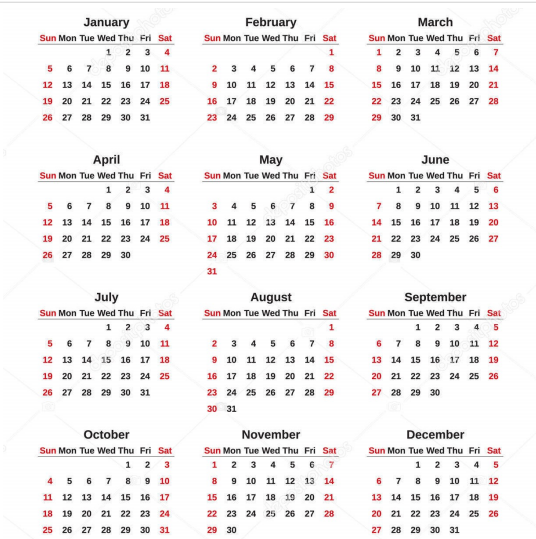 January
Sun Mon Tue Wed Thu Fri Sat
1 2 3 4
5 6 7 8 9 10 11
12 13 14 15 16 17 18
19 20 21 22 23 24 25
26 27 28 29 30 31
February
Sun Mon Tue Wed Thu Fri Sat
1
2 3 4 5 6 7 8
9 10 11 12 13 14 15
16 17 18 19 20 21 22
23 24 25 26 27 28 29
March
Sun Mon Tue Wed Thu Fri Sat
1 2 3 4 5 6 7
8 9 10 11 12 13 14
15 16 17 18 19 20 21
22 23 24 25 26 27 28
29 30 31
April
Sun Mon Tue Wed Thu Fri Sat
1 2 3 4
5 6 7 8 9 10 11
12 13 14 15 16 17 18
19 20 21 22 23 24 25
26 27 28 29 30
May
Sun Mon Tue Wed Thu Fri Sat
1 2
3 4 5 6 7 8 9
10 11 12 13 14 15 16
17 18 19 20 21 22 23
24 25 26 27 28 29 30
31
June
Sun Mon Tue Wed Thu Fri Sat
1 2 3 4 5 6
7 8 9 10 11 12 13
14 15 16 17 18 19 20
21 22 23 24 25 26 27
28 29 30
July
Sun Mon Tue Wed Thu Fri Sat
1 2 3 4
5 6 7 8 9 10 11
12 13 14 15 16 17 18
19 20 21 22 23 24 25
26 27 28 29 30 31
August
Sun Mon Tue Wed Thu Fri Sat
1
2 3 4 5 6 7 8
9 10 11 12 13 14 15
16 17 18 19 20 21 22
23 24 25 26 27 28 29
30 31
September
Sun Mon Tue Wed Thu Fri Sat
1 2 3 4 5
6 7 8 9 10 11 12
13 14 15 16 17 18 19
20 21 22 23 24 25 26
27 28 29 30
October
Sun Mon Tue Wed Thu Fri Sat
1 2 3
4 5 6 7 8 9 10
11 12 13 14 15 16 17
18 19 20 21 22 23 24
25 26 27 28 29 30 31
November
Sun Mon Tue Wed Thu Fri Sat
1 2 3 4 5 6 7
8 9 10 11 12 13 14
15 16 17 18 19 20 21
22 23 24 25 26 27 28
29 30
December
Sun Mon Tue Wed Thu Fri Sat
1 2 3 4 5
6 7 8 9 10 11 12
13 14 15 16 17 18 19
20 21 22 23 24 25 26
27 28 29 30 31